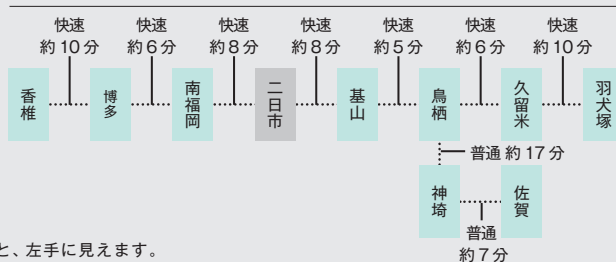 快速 快速 快速 快速 快速 快速 快速
約10分 約6分 約8分 約8分 約5分 約6分 約10分
香椎 博多 南福岡 二日市 基山 鳥栖 久留米 羽犬塚
普通 約17分
神埼 佐賀
普通
約7分
と、左手に見えます。